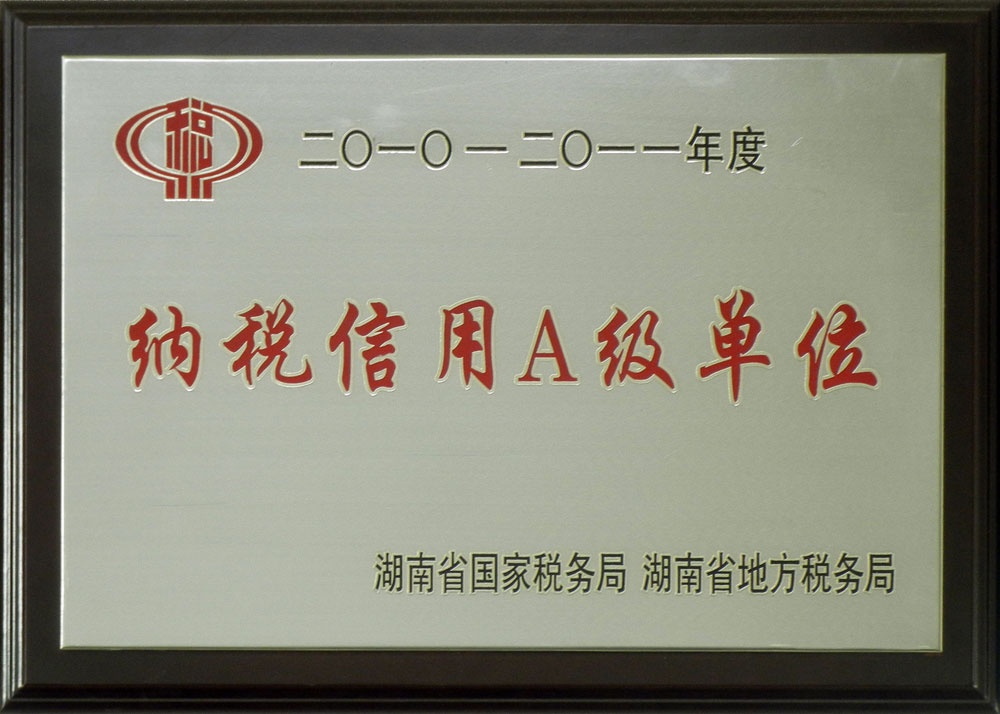 税
二〇一〇—二〇一一年度
纳税信用A级单位
湖南省国家税务局 湖南省地方税务局